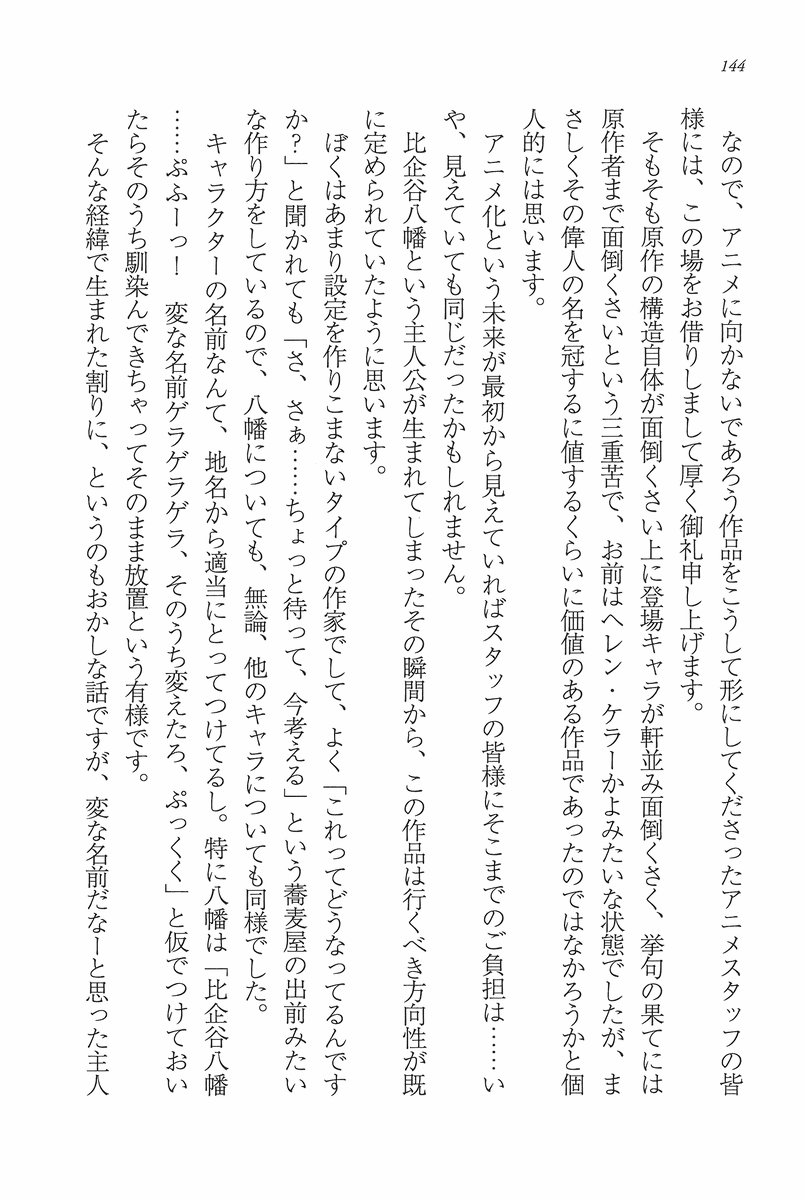 144
　なので、アニメに向かないであろう作品をこうして形にしてくださったアニメスタッフの皆
様には、この場をお借りしまして厚く御礼申し上げます。
　そもそも原作の構造自体が面倒くさい上に登場キャラが軒並み面倒くさく、挙句の果てには
原作者まで面倒くさいという三重苦で、お前はヘレン・ケラーかよみたいな状態でしたが、ま
さしくその偉人の名を冠するに値するくらいに価値のある作品であったのではなかろうかと個
人的には思います。
　アニメ化という未来が最初から見えていればスタッフの皆様にそこまでのご負担は……い
や、見えていても同じだったかもしれません。
　比企谷八幡という主人公が生まれてしまったその瞬間から、この作品は行くべき方向性が既
に定められていたように思います。
　ぼくはあまり設定を作りこまないタイプの作家でして、よく「これってどうなってるんです
か？」と聞かれても「さ、さぁ……ちょっと待って、今考える」という蕎麦屋の出前みたい
な作り方をしているので、八幡についても、無論、他のキャラについても同様でした。
　キャラクターの名前なんて、地名から適当にとってつけてるし。特に八幡は「比企谷八幡
……ぷふーっ！　変な名前ゲラゲラ、そのうち変えたろ、ぷっくく」と仮でつけておい
たらそのうち馴染んできちゃってそのまま放置という有様です。
　そんな経緯で生まれた割りに、というのもおかしな話ですが、変な名前だなーと思った主人